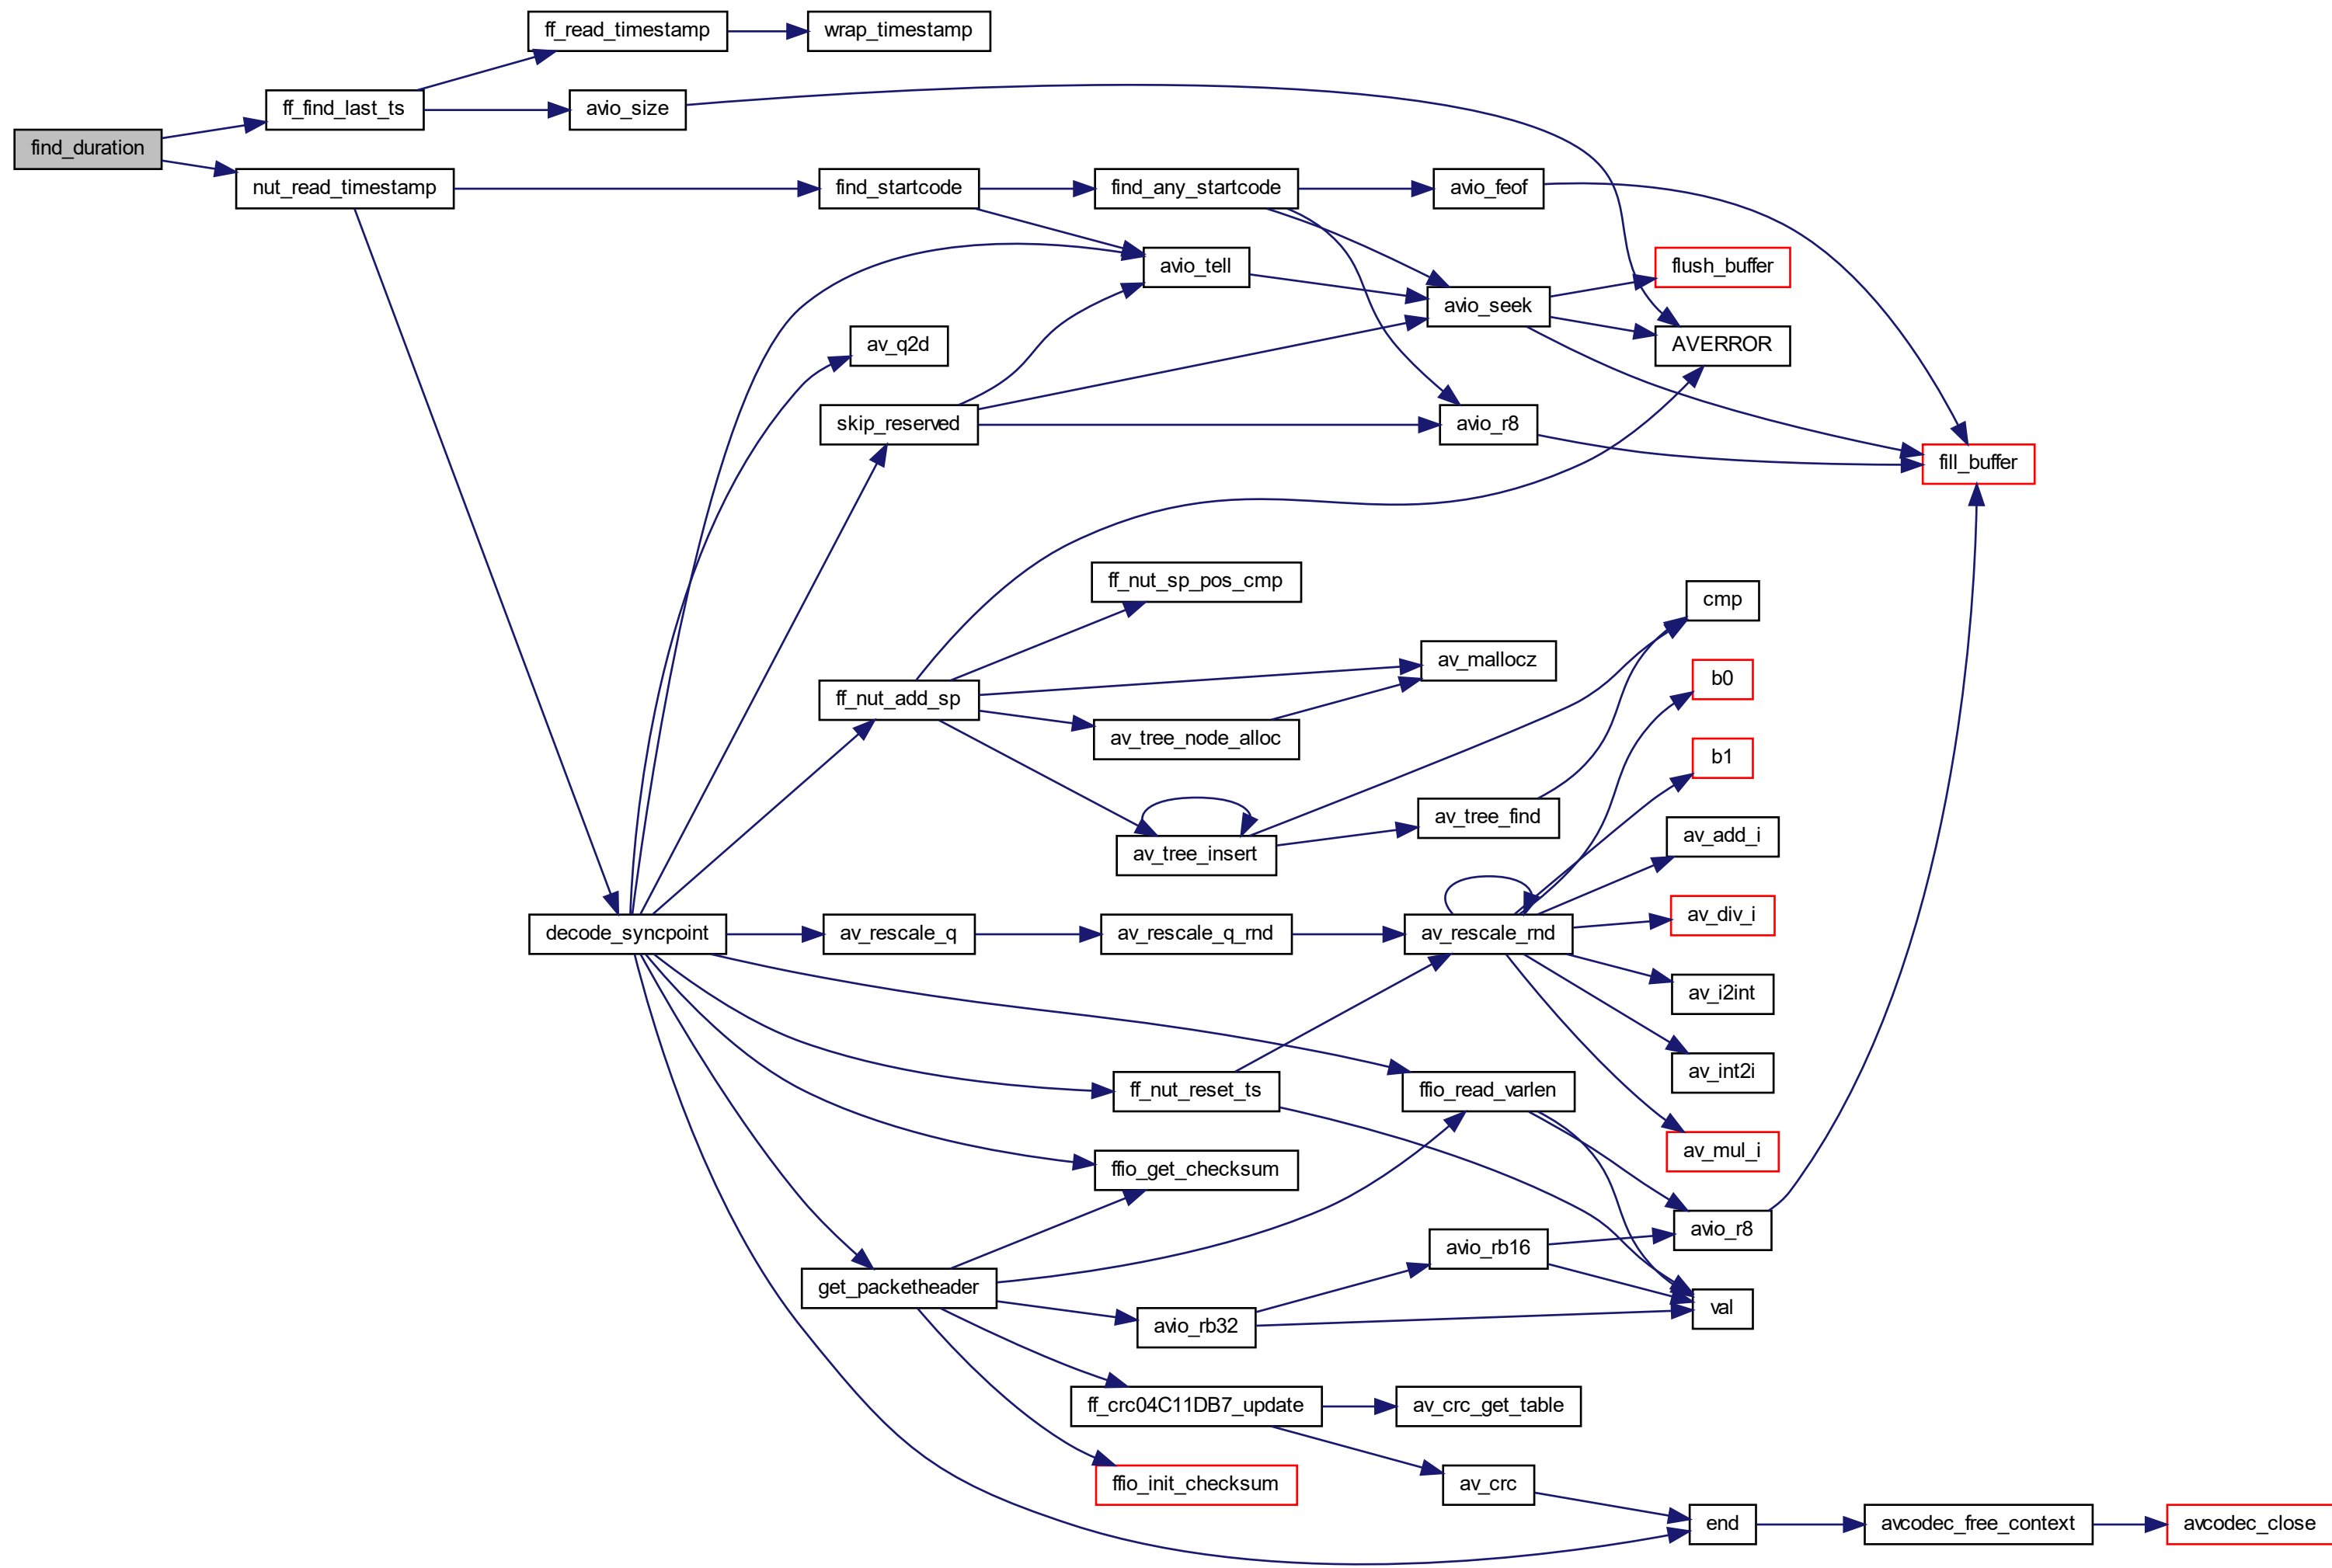 ff_read_timestamp
wrap_timestamp
ff_find_last_ts
avio_size
find_duration
nut_read_timestamp
find_startcode
find_any_startcode
avio_feof
avio_tell
flush_buffer
avio_seek
av_q2d
AVERROR
skip_reserved
avio_r8
fill_buffer
ff_nut_sp_pos_cmp
cmp
av_mallocz
b0
ff_nut_add_sp
av_tree_node_alloc
b1
av_tree_find
av_add_i
av_tree_insert
av_div_i
decode_syncpoint
av_rescale_q
av_rescale_q_rnd
av_rescale_rnd
av_i2int
av_int2i
ff_nut_reset_ts
ffio_read_varlen
av_mul_i
ffio_get_checksum
avio_r8
avio_rb16
get_packetheader
val
avio_rb32
ff_crc04C11DB7_update
av_crc_get_table
ffio_init_checksum
av_crc
end
avcodec_free_context
avcodec_close